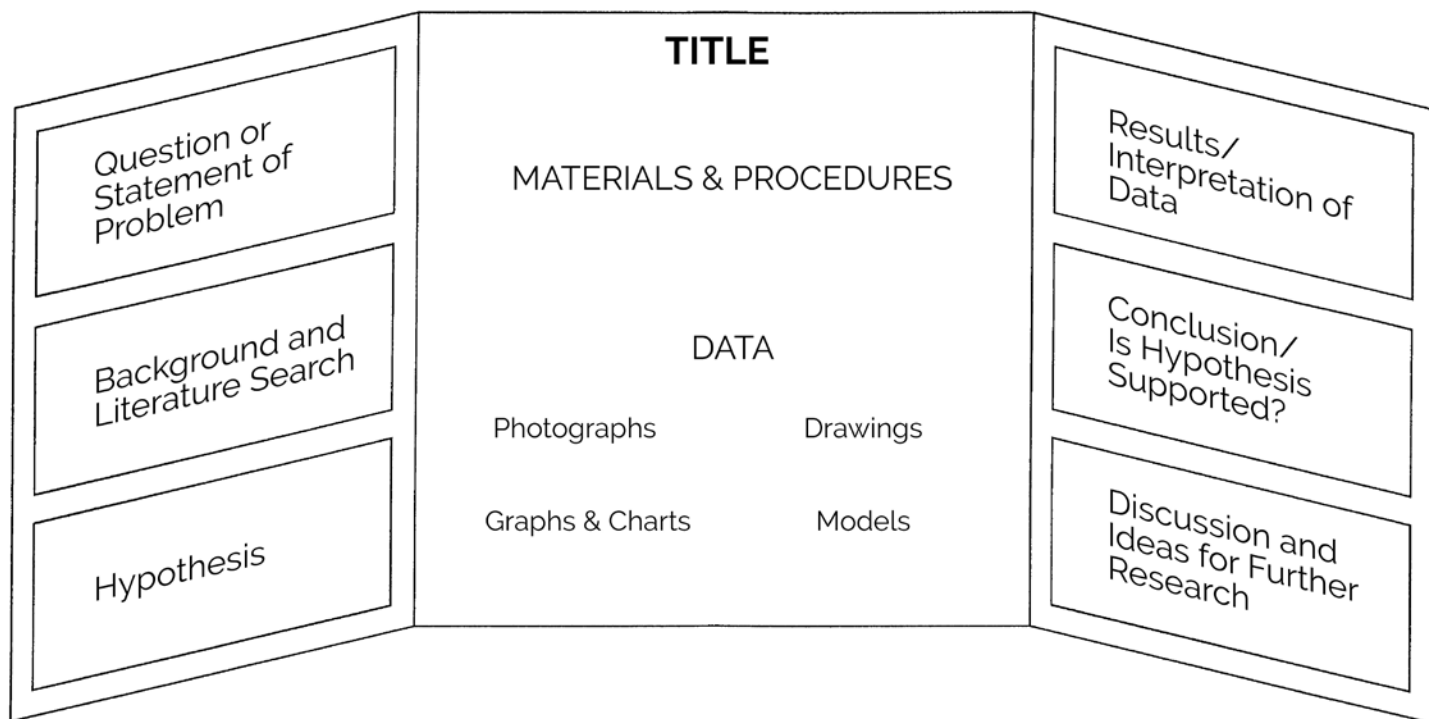 Question or
Statement of
Problem
Background and
Literature Search
Hypothesis
TITLE
MATERIALS & PROCEDURES
DATA
Photographs
Drawings
Graphs & Charts
Models
Results/
Interpretation of
Data
Conclusion/
Is Hypothesis
Supported?
Discussion and
Ideas for Further
Research